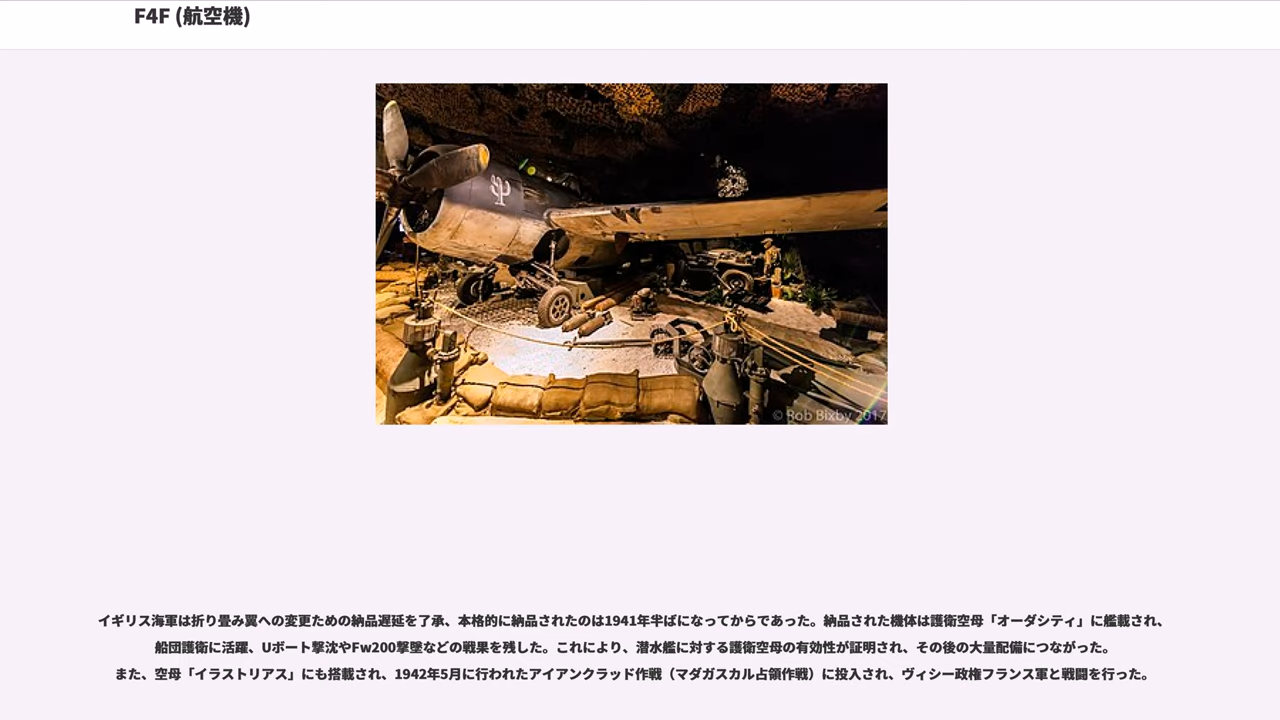 F4F (航空機)
© Rob Bixby 2017
イギリス海軍は折り畳み翼への変更ための納品遅延を了承、本格的に納品されたのは1941年半ばになってからであった。納品された機体は護衛空母「オーダシティ」に艦載され、
船団護衛に活躍、Uボート撃沈やFw200撃墜などの戦果を残した。これにより、潜水艦に対する護衛空母の有効性が証明され、その後の大量配備につながった。
また、空母「イラストリアス」にも搭載され、1942年5月に行われたアイアンクラッド作戦（マダガスカル占領作戦）に投入され、ヴィシー政権フランス軍と戦闘を行った。